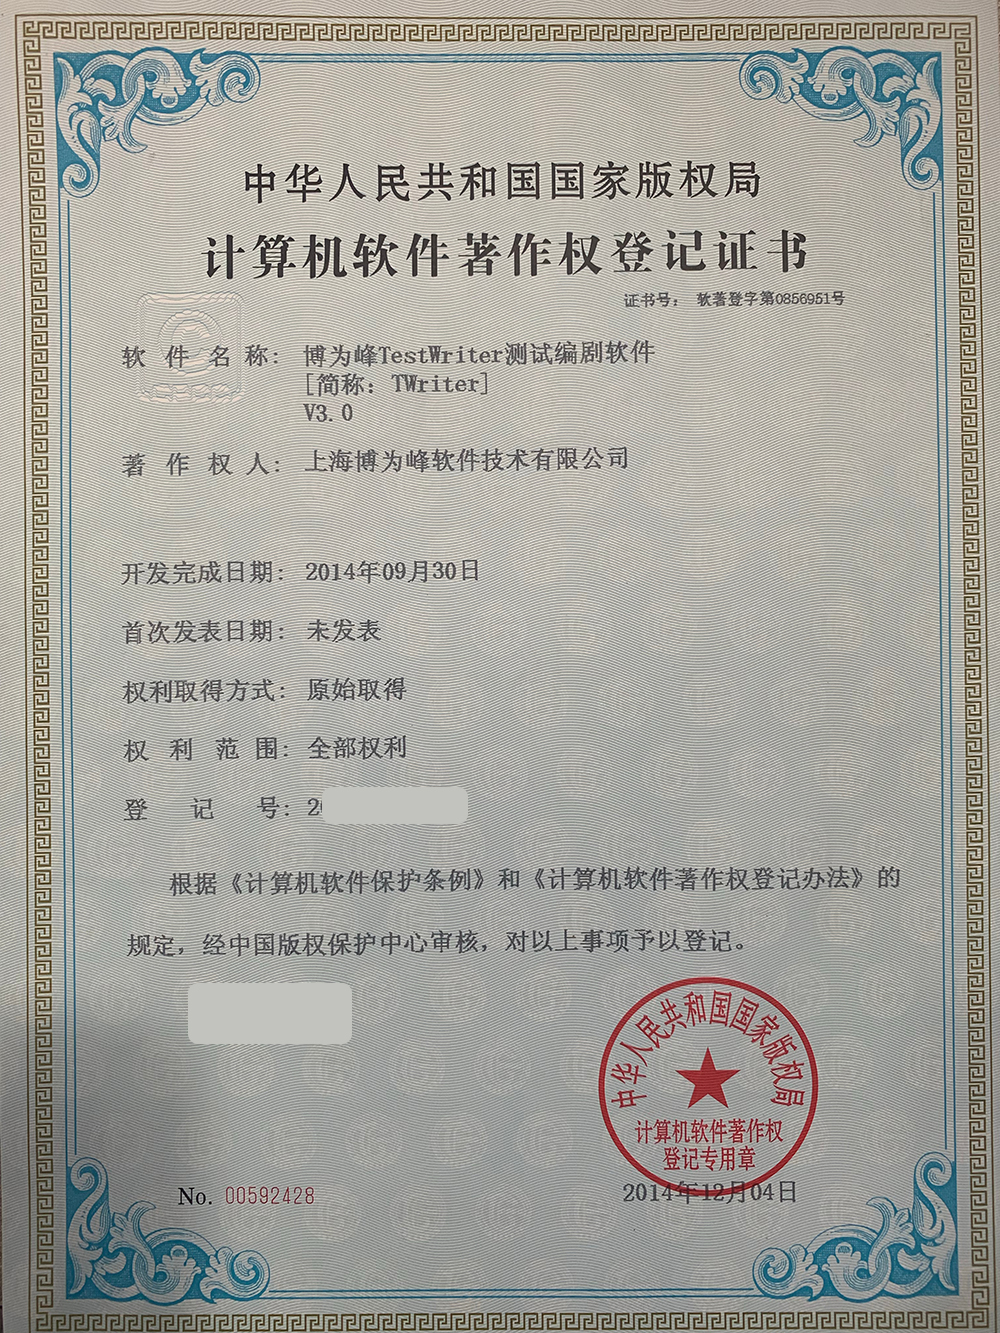 中华人民共和国国家版权局
计算机软件著作权登记证书
证书号： 软著登字第0856951号
软件名称： 博为峰TestWriter测试编剧软件
[简称：TWriter]
V3.0
著作权人： 上海博为峰软件技术有限公司
开发完成日期： 2014年09月30日
首次发表日期： 未发表
权利取得方式： 原始取得
权利范围： 全部权利
登记号： 2
根据《计算机软件保护条例》和《计算机软件著作权登记办法》的
规定，经中国版权保护中心审核，对以上事项予以登记。
中华人民共和国国家版权局
计算机软件著作权
登记专用章
No. 00592428
2014年12月04日